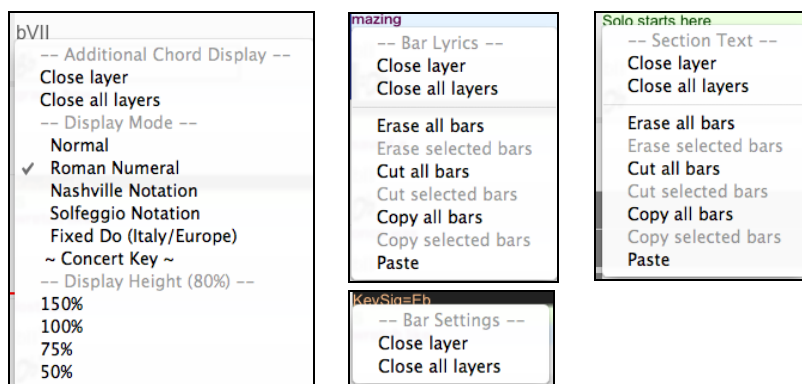 bVII
-- Additional Chord Display --
Close layer
Close all layers
-- Display Mode --
Normal
✓ Roman Numeral
Nashville Notation
Solfeggio Notation
Fixed Do (Italy/Europe)
~ Concert Key ~
-- Display Height (80%) --
150%
100%
75%
50%
mazing
-- Bar Lyrics --
Close layer
Close all layers
Erase all bars
Erase selected bars
Cut all bars
Cut selected bars
Copy all bars
Copy selected bars
Paste
KeySig=Eb
-- Bar Settings --
Close layer
Close all layers
Solo starts here
-- Section Text --
Close layer
Close all layers
Erase all bars
Erase selected bars
Cut all bars
Cut selected bars
Copy all bars
Copy selected bars
Paste